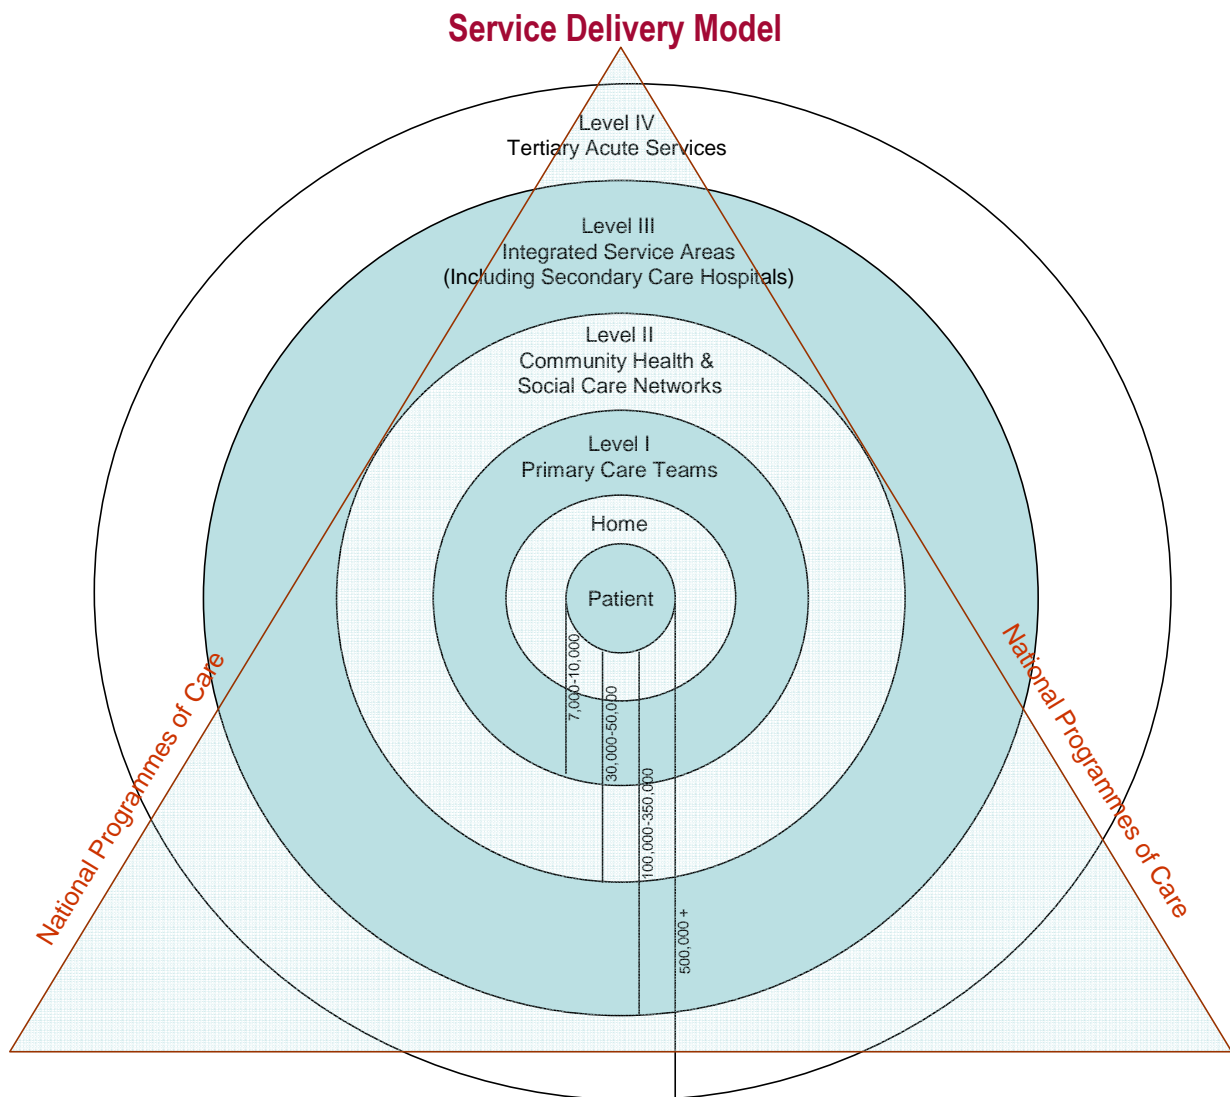 Service Delivery Model
Level IV
Tertiary Acute Services
Level III
Integrated Service Areas
(Including Secondary Care Hospitals)
Level II
Community Health &
Social Care Networks
Level I
Primary Care Teams
Home
Patient
7,000-10,000
30,000-50,000
100,000-350,000
500,000 +
National Programmes of Care
National Programmes of Care